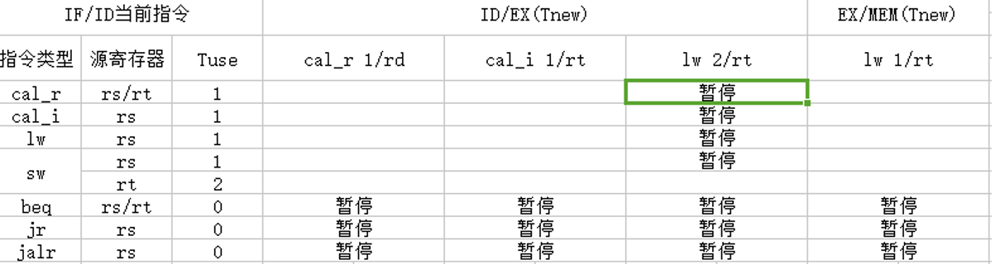 IF/ID当前指令 ID/EX(Tnew) EX/MEM(Tnew)
指令类型 源寄存器 Tuse cal_r 1/rd cal_i 1/rt lw 2/rt lw 1/rt
cal_r rs/rt 1 暂停
cal_i rs 1 暂停
lw rs 1 暂停
sw rs 1 暂停
rt 2
beq rs/rt 0 暂停 暂停 暂停 暂停
jr rs 0 暂停 暂停 暂停 暂停
jalr rs 0 暂停 暂停 暂停 暂停